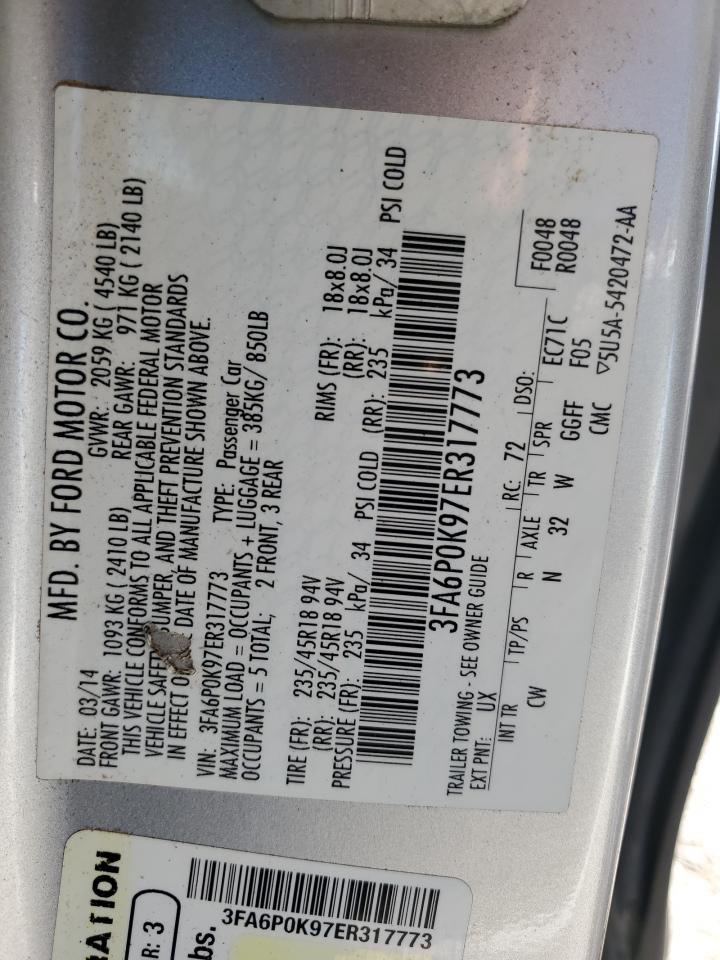 MFD. BY FORD MOTOR CO.
DATE: 03/14 GVWR: 2059 KG ( 4540 LB)
FRONT GAWR: 1093 KG ( 2410 LB) REAR GAWR: 971 KG ( 2140 LB)
THIS VEHICLE CONFORMS TO ALL APPLICABLE FEDERAL MOTOR
VEHICLE BUMPER, AND THEFT PREVENTION STANDARDS
IN EFFECT DATE OF MANUFACTURE SHOWN ABOVE.
VIN: 3FA6P0K97ER317773 TYPE: Passenger Car
MAXIMUM LOAD = OCCUPANTS + LUGGAGE = 385KG/ 850LB
OCCUPANTS = 5 TOTAL; 2 FRONT, 3 REAR
TIRE (FR): 235/45R18 94V RIMS (FR): 18x8.0J
(RR): 235/45R18 94V (RR): 18x8.0J
PRESSURE (FR): 235 kPa/ 34 PSI COLD (RR): 235 kPa/ 34 PSI COLD
3FA6P0K97ER317773
TRAILER TOWING - SEE OWNER GUIDE
EXT PNT: UX RC: 72 DSO: F0048
R0048
INT TR TP/PS R AXLE TR SPR EC71C
CW N 32 W GGFF F05
CMC ▽5U5A-5420472-AA
R: 3
bs.
3FA6P0K97ER317773